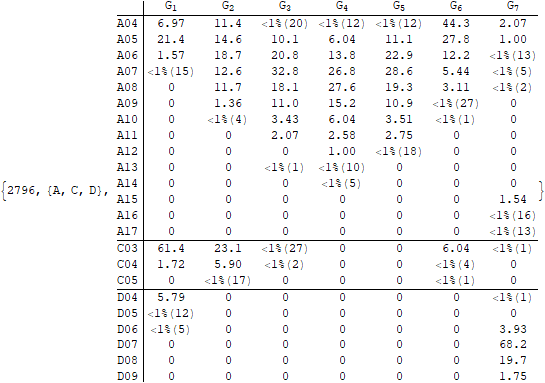 G1 G2 G3 G4 G5 G6 G7
A04 6.97 11.4 <1%(20) <1%(12) <1%(12) 44.3 2.07
A05 21.4 14.6 10.1 6.04 11.1 27.8 1.00
A06 1.57 18.7 20.8 13.8 22.9 12.2 <1%(13)
A07 <1%(15) 12.6 32.8 26.8 28.6 5.44 <1%(5)
A08 0 11.7 18.1 27.6 19.3 3.11 <1%(2)
A09 0 1.36 11.0 15.2 10.9 <1%(27) 0
A10 0 <1%(4) 3.43 6.04 3.51 <1%(1) 0
A11 0 0 2.07 2.58 2.75 0 0
A12 0 0 0 1.00 <1%(18) 0 0
A13 0 0 <1%(1) <1%(10) 0 0 0
A14 0 0 0 <1%(5) 0 0 0
{2796, {A, C, D}, A15 0 0 0 0 0 0 1.54 }
A16 0 0 0 0 0 0 <1%(16)
A17 0 0 0 0 0 0 <1%(13)
C03 61.4 23.1 <1%(27) 0 0 6.04 <1%(1)
C04 1.72 5.90 <1%(2) 0 0 <1%(4) 0
C05 0 <1%(17) 0 0 0 <1%(1) 0
D04 5.79 0 0 0 0 0 <1%(1)
D05 <1%(12) 0 0 0 0 0 0
D06 <1%(5) 0 0 0 0 0 3.93
D07 0 0 0 0 0 0 68.2
D08 0 0 0 0 0 0 19.7
D09 0 0 0 0 0 0 1.75